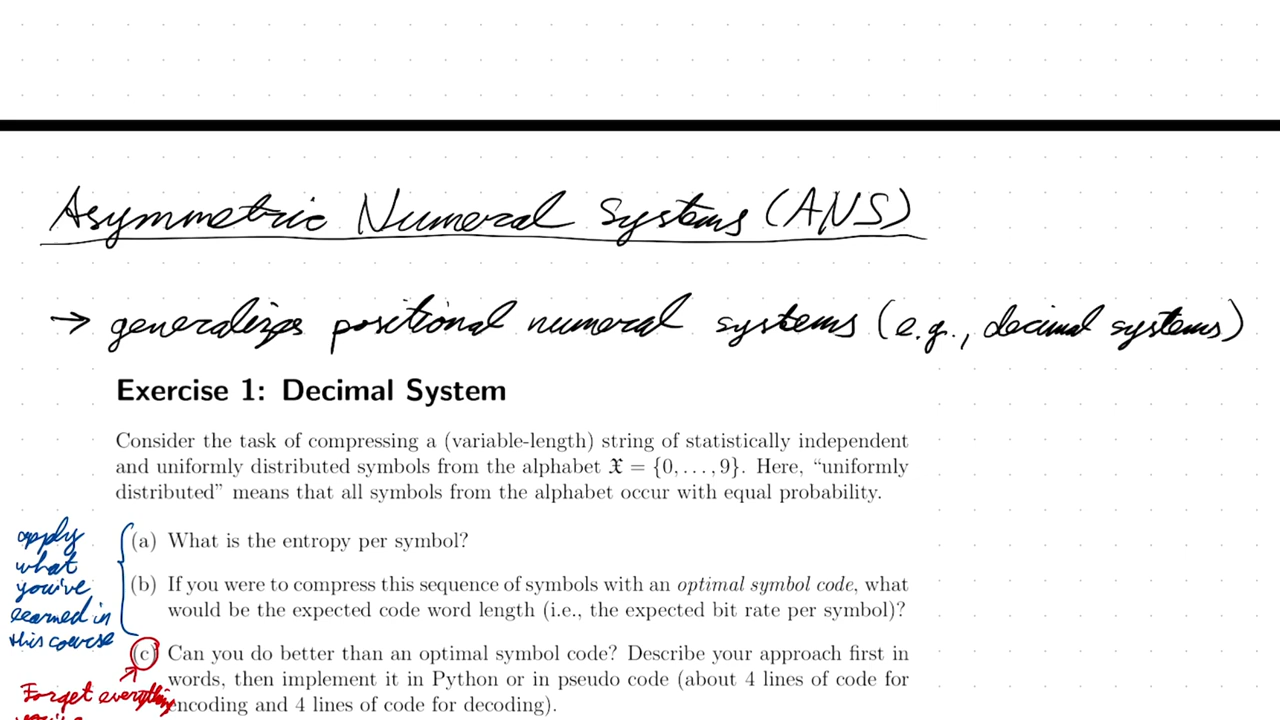 Asymmetric Numeral Systems (ANS)
→ generalizes positional numeral systems (e.g., decimal systems)
Exercise 1: Decimal System
Consider the task of compressing a (variable-length) string of statistically independent
and uniformly distributed symbols from the alphabet 𝔛 = {0, . . . , 9}. Here, “uniformly
distributed” means that all symbols from the alphabet occur with equal probability.
apply
what
you've
learned in
this course
(a) What is the entropy per symbol?
(b) If you were to compress this sequence of symbols with an optimal symbol code, what
would be the expected code word length (i.e., the expected bit rate per symbol)?
(c) Can you do better than an optimal symbol code? Describe your approach first in
words, then implement it in Python or in pseudo code (about 4 lines of code for
encoding and 4 lines of code for decoding).
Forget everything